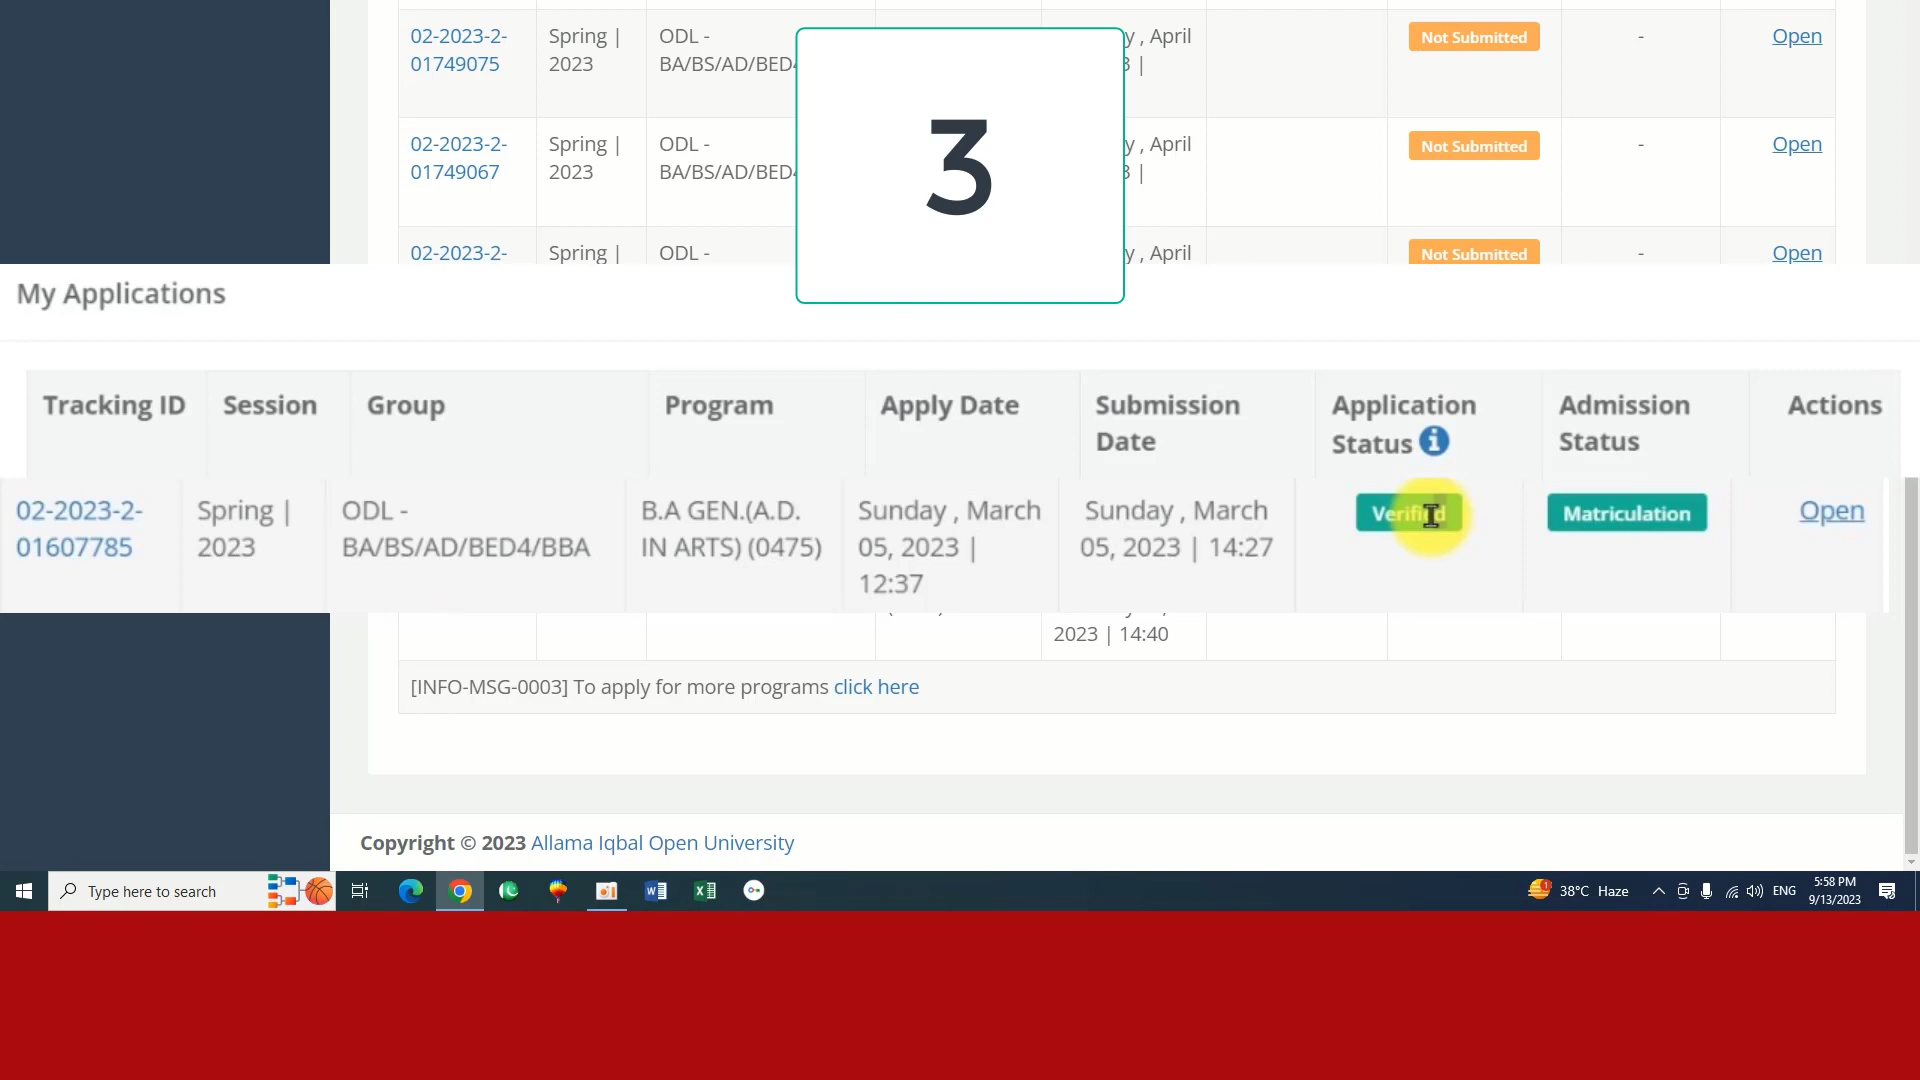 02-2023-2-
01749075
Spring |
2023
ODL -
BA/BS/AD/BED4
y , April
3 |
Not Submitted
-
Open
3
02-2023-2-
01749067
Spring |
2023
ODL -
BA/BS/AD/BED4
y , April
3 |
Not Submitted
-
Open
02-2023-2-
Spring |
ODL -
y , April
Not Submitted
-
Open
My Applications
Tracking ID
Session
Group
Program
Apply Date
Submission
Date
Application
Status
Admission
Status
Actions
02-2023-2-
01607785
Spring |
2023
ODL -
BA/BS/AD/BED4/BBA
B.A GEN.(A.D.
IN ARTS) (0475)
Sunday , March
05, 2023 |
12:37
Sunday , March
05, 2023 | 14:27
Verified
Matriculation
Open
2023 | 14:40
[INFO-MSG-0003] To apply for more programs click here
Copyright © 2023 Allama Iqbal Open University
Type here to search
38°C Haze
ENG
5:58 PM
9/13/2023